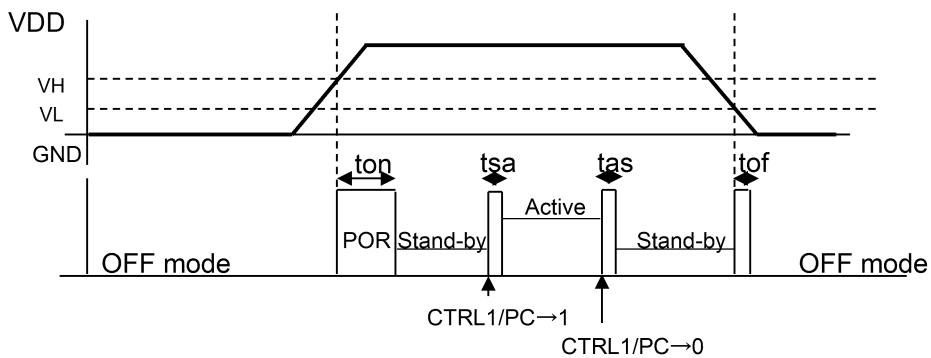 VDD
VH
VL
GND
ton
tsa
tas
tof
Active
POR
Stand-by
Stand-by
OFF mode
OFF mode
CTRL1/PC→1
CTRL1/PC→0